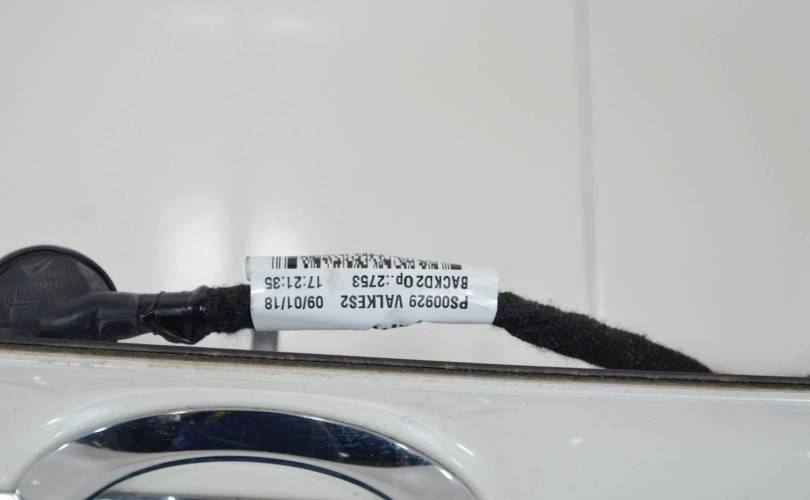 PS00929 VALKES2 09/01/18
BACKD2 Op.:2753 17:21:35